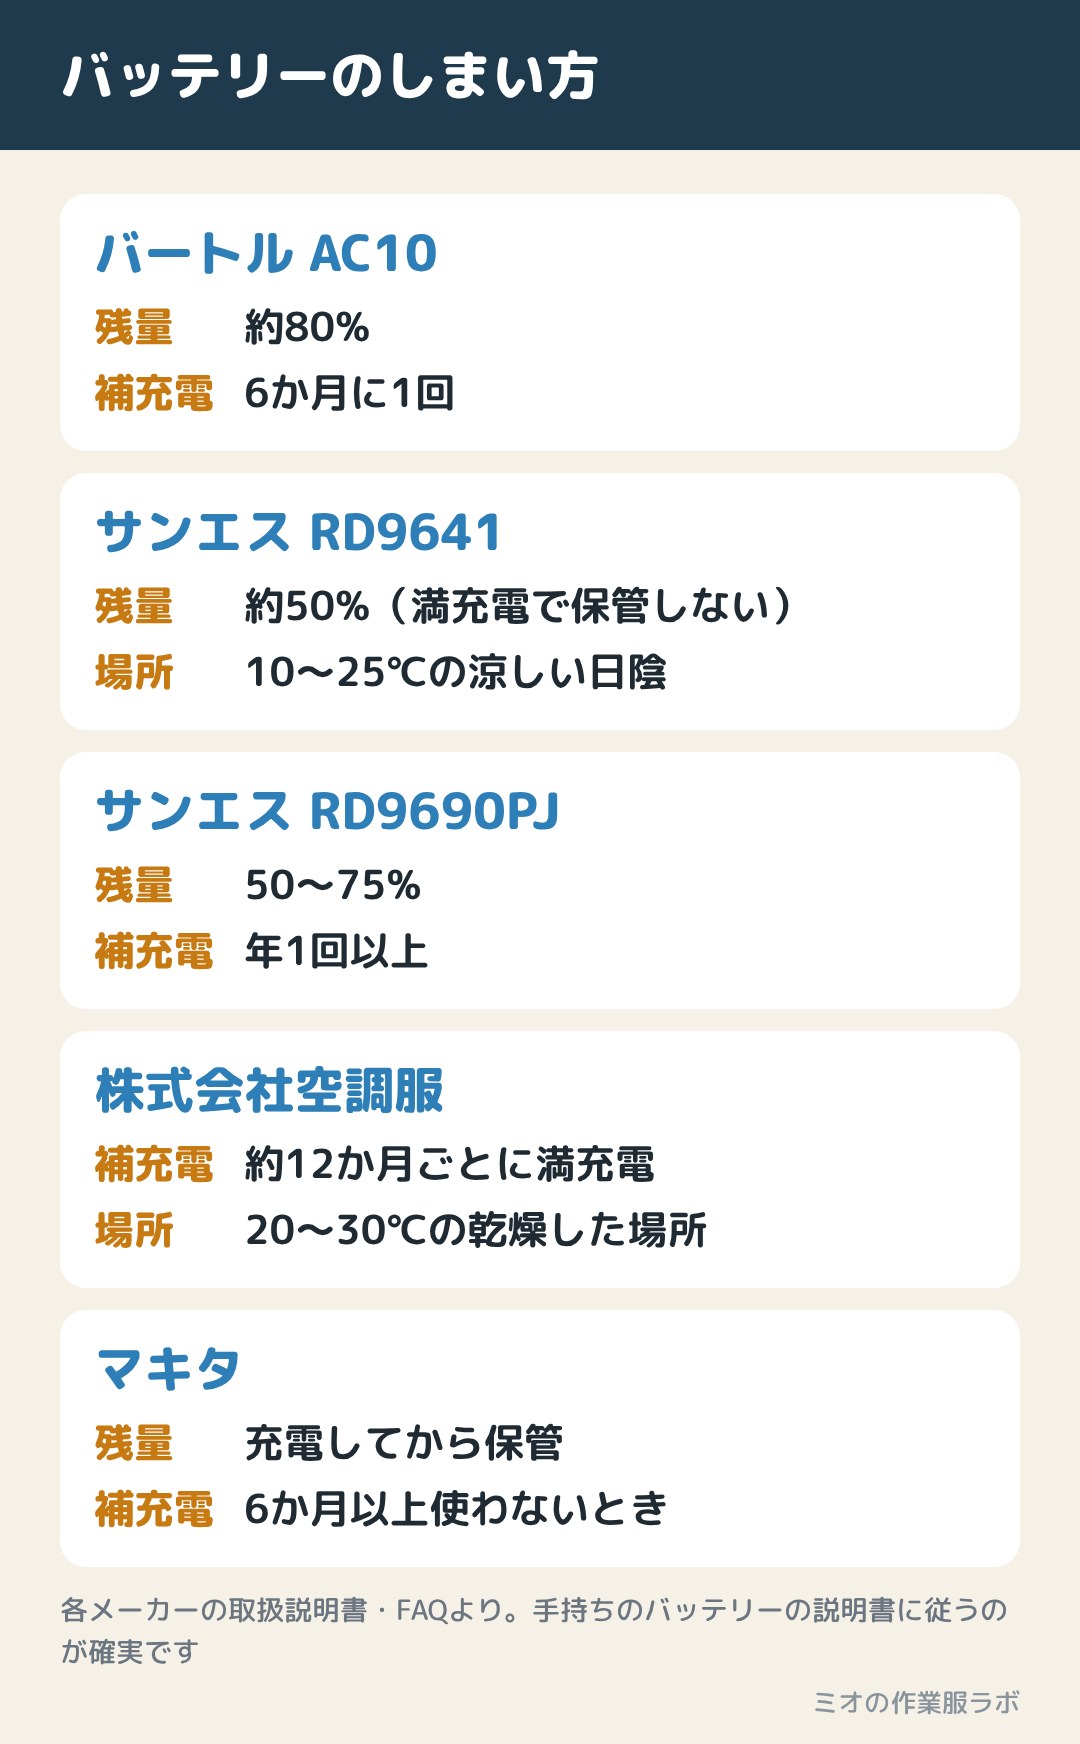 バッテリーのしまい方
バートル AC10
残量 約80%
補充電 6か月に1回
サンエス RD9641
残量 約50%（満充電で保管しない）
場所 10〜25℃の涼しい日陰
サンエス RD9690PJ
残量 50〜75%
補充電 年1回以上
株式会社空調服
補充電 約12か月ごとに満充電
場所 20〜30℃の乾燥した場所
マキタ
残量 充電してから保管
補充電 6か月以上使わないとき
各メーカーの取扱説明書・FAQより。手持ちのバッテリーの説明書に従うの
が確実です
ミオの作業服ラボ